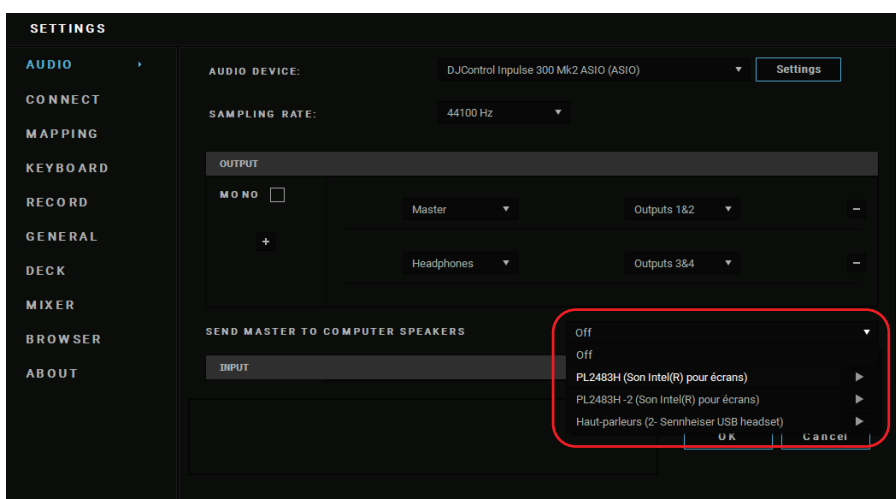 SETTINGS
AUDIO
CONNECT
MAPPING
KEYBOARD
RECORD
GENERAL
DECK
MIXER
BROWSER
ABOUT
AUDIO DEVICE: DJControl Inpulse 300 Mk2 ASIO (ASIO) Settings
SAMPLING RATE: 44100 Hz
OUTPUT
MONO
Master Outputs 1&2 −
+
Headphones Outputs 3&4 −
SEND MASTER TO COMPUTER SPEAKERS Off
Off
INPUT
PL2483H (Son Intel(R) pour écrans)
PL2483H -2 (Son Intel(R) pour écrans)
Haut-parleurs (2- Sennheiser USB headset)
OK Cancel